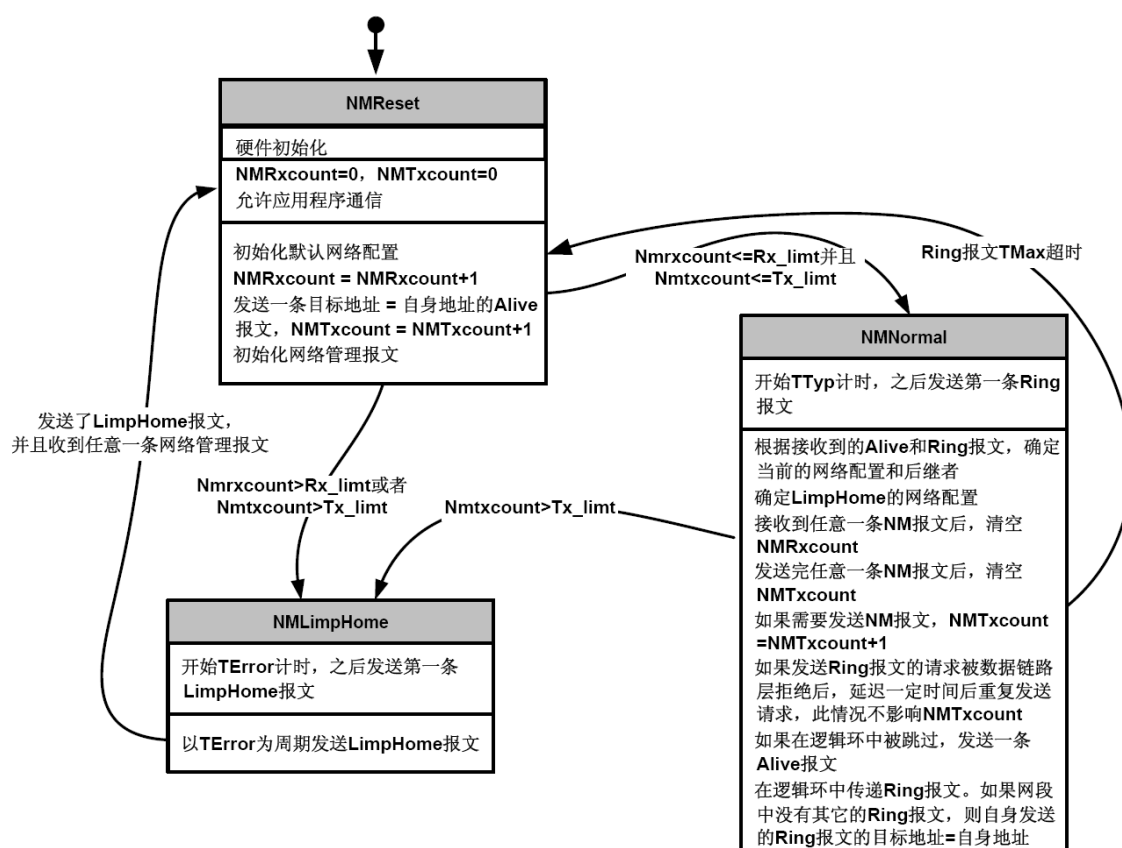 NMReset
硬件初始化
NMRxcount=0，NMTxcount=0
允许应用程序通信
初始化默认网络配置
NMRxcount = NMRxcount+1
发送一条目标地址 = 自身地址的Alive
报文，NMTxcount = NMTxcount+1
初始化网络管理报文
Nmrxcount<=Rx_limt并且
Nmtxcount<=Tx_limt
Ring报文TMax超时
NMNormal
开始TTyp计时，之后发送第一条Ring
报文
根据接收到的Alive和Ring报文，确定
当前的网络配置和后继者
确定LimpHome的网络配置
接收到任意一条NM报文后，清空
NMRxcount
发送完任意一条NM报文后，清空
NMTxcount
如果需要发送NM报文，NMTxcount
=NMTxcount+1
如果发送Ring报文的请求被数据链路
层拒绝后，延迟一定时间后重复发送
请求，此情况不影响NMTxcount
如果在逻辑环中被跳过，发送一条
Alive报文
在逻辑环中传递Ring报文。如果网段
中没有其它的Ring报文，则自身发送
的Ring报文的目标地址=自身地址
发送了LimpHome报文，
并且收到任意一条网络管理报文
Nmrxcount>Rx_limt或者
Nmtxcount>Tx_limt
Nmtxcount>Tx_limt
NMLimpHome
开始TError计时，之后发送第一条
LimpHome报文
以TError为周期发送LimpHome报文